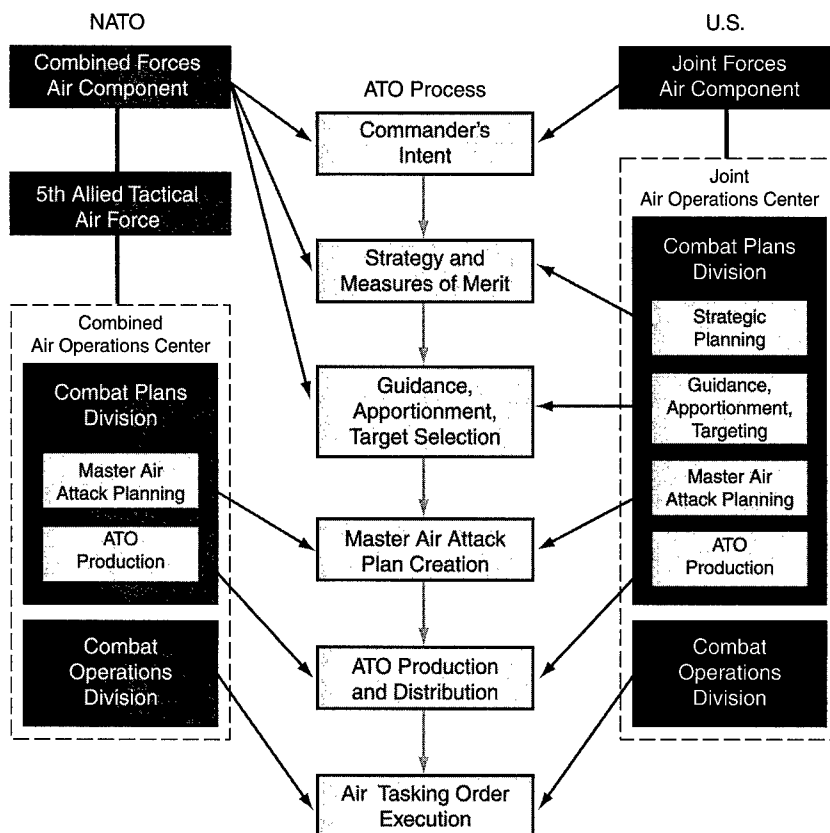 NATO
Combined Forces
Air Component
5th Allied Tactical
Air Force
Combined
Air Operations Center
Combat Plans
Division
Master Air
Attack Planning
ATO
Production
Combat
Operations
Division
ATO Process
Commander's
Intent
Strategy and
Measures of Merit
Guidance,
Apportionment,
Target Selection
Master Air Attack
Plan Creation
ATO Production
and Distribution
Air Tasking Order
Execution
U.S.
Joint Forces
Air Component
Joint
Air Operations Center
Combat Plans
Division
Strategic
Planning
Guidance,
Apportionment,
Targeting
Master Air
Attack Planning
ATO
Production
Combat
Operations
Division